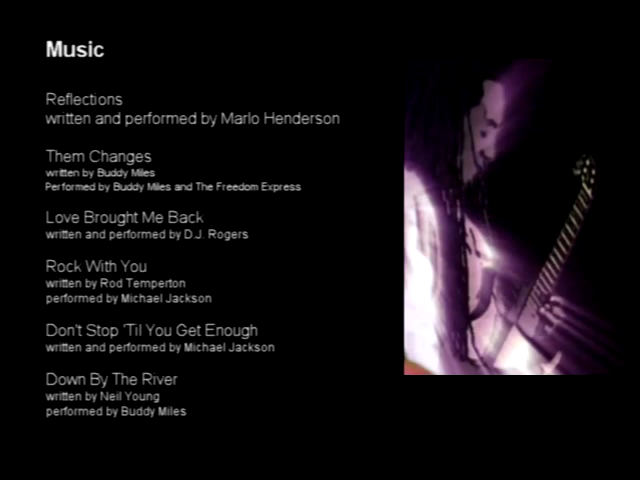 Music
Reflections
written and performed by Marlo Henderson
Them Changes
written by Buddy Miles
Performed by Buddy Miles and The Freedom Express
Love Brought Me Back
written and performed by D.J. Rogers
Rock With You
written by Rod Temperton
performed by Michael Jackson
Don't Stop 'Til You Get Enough
written and performed by Michael Jackson
Down By The River
written by Neil Young
performed by Buddy Miles